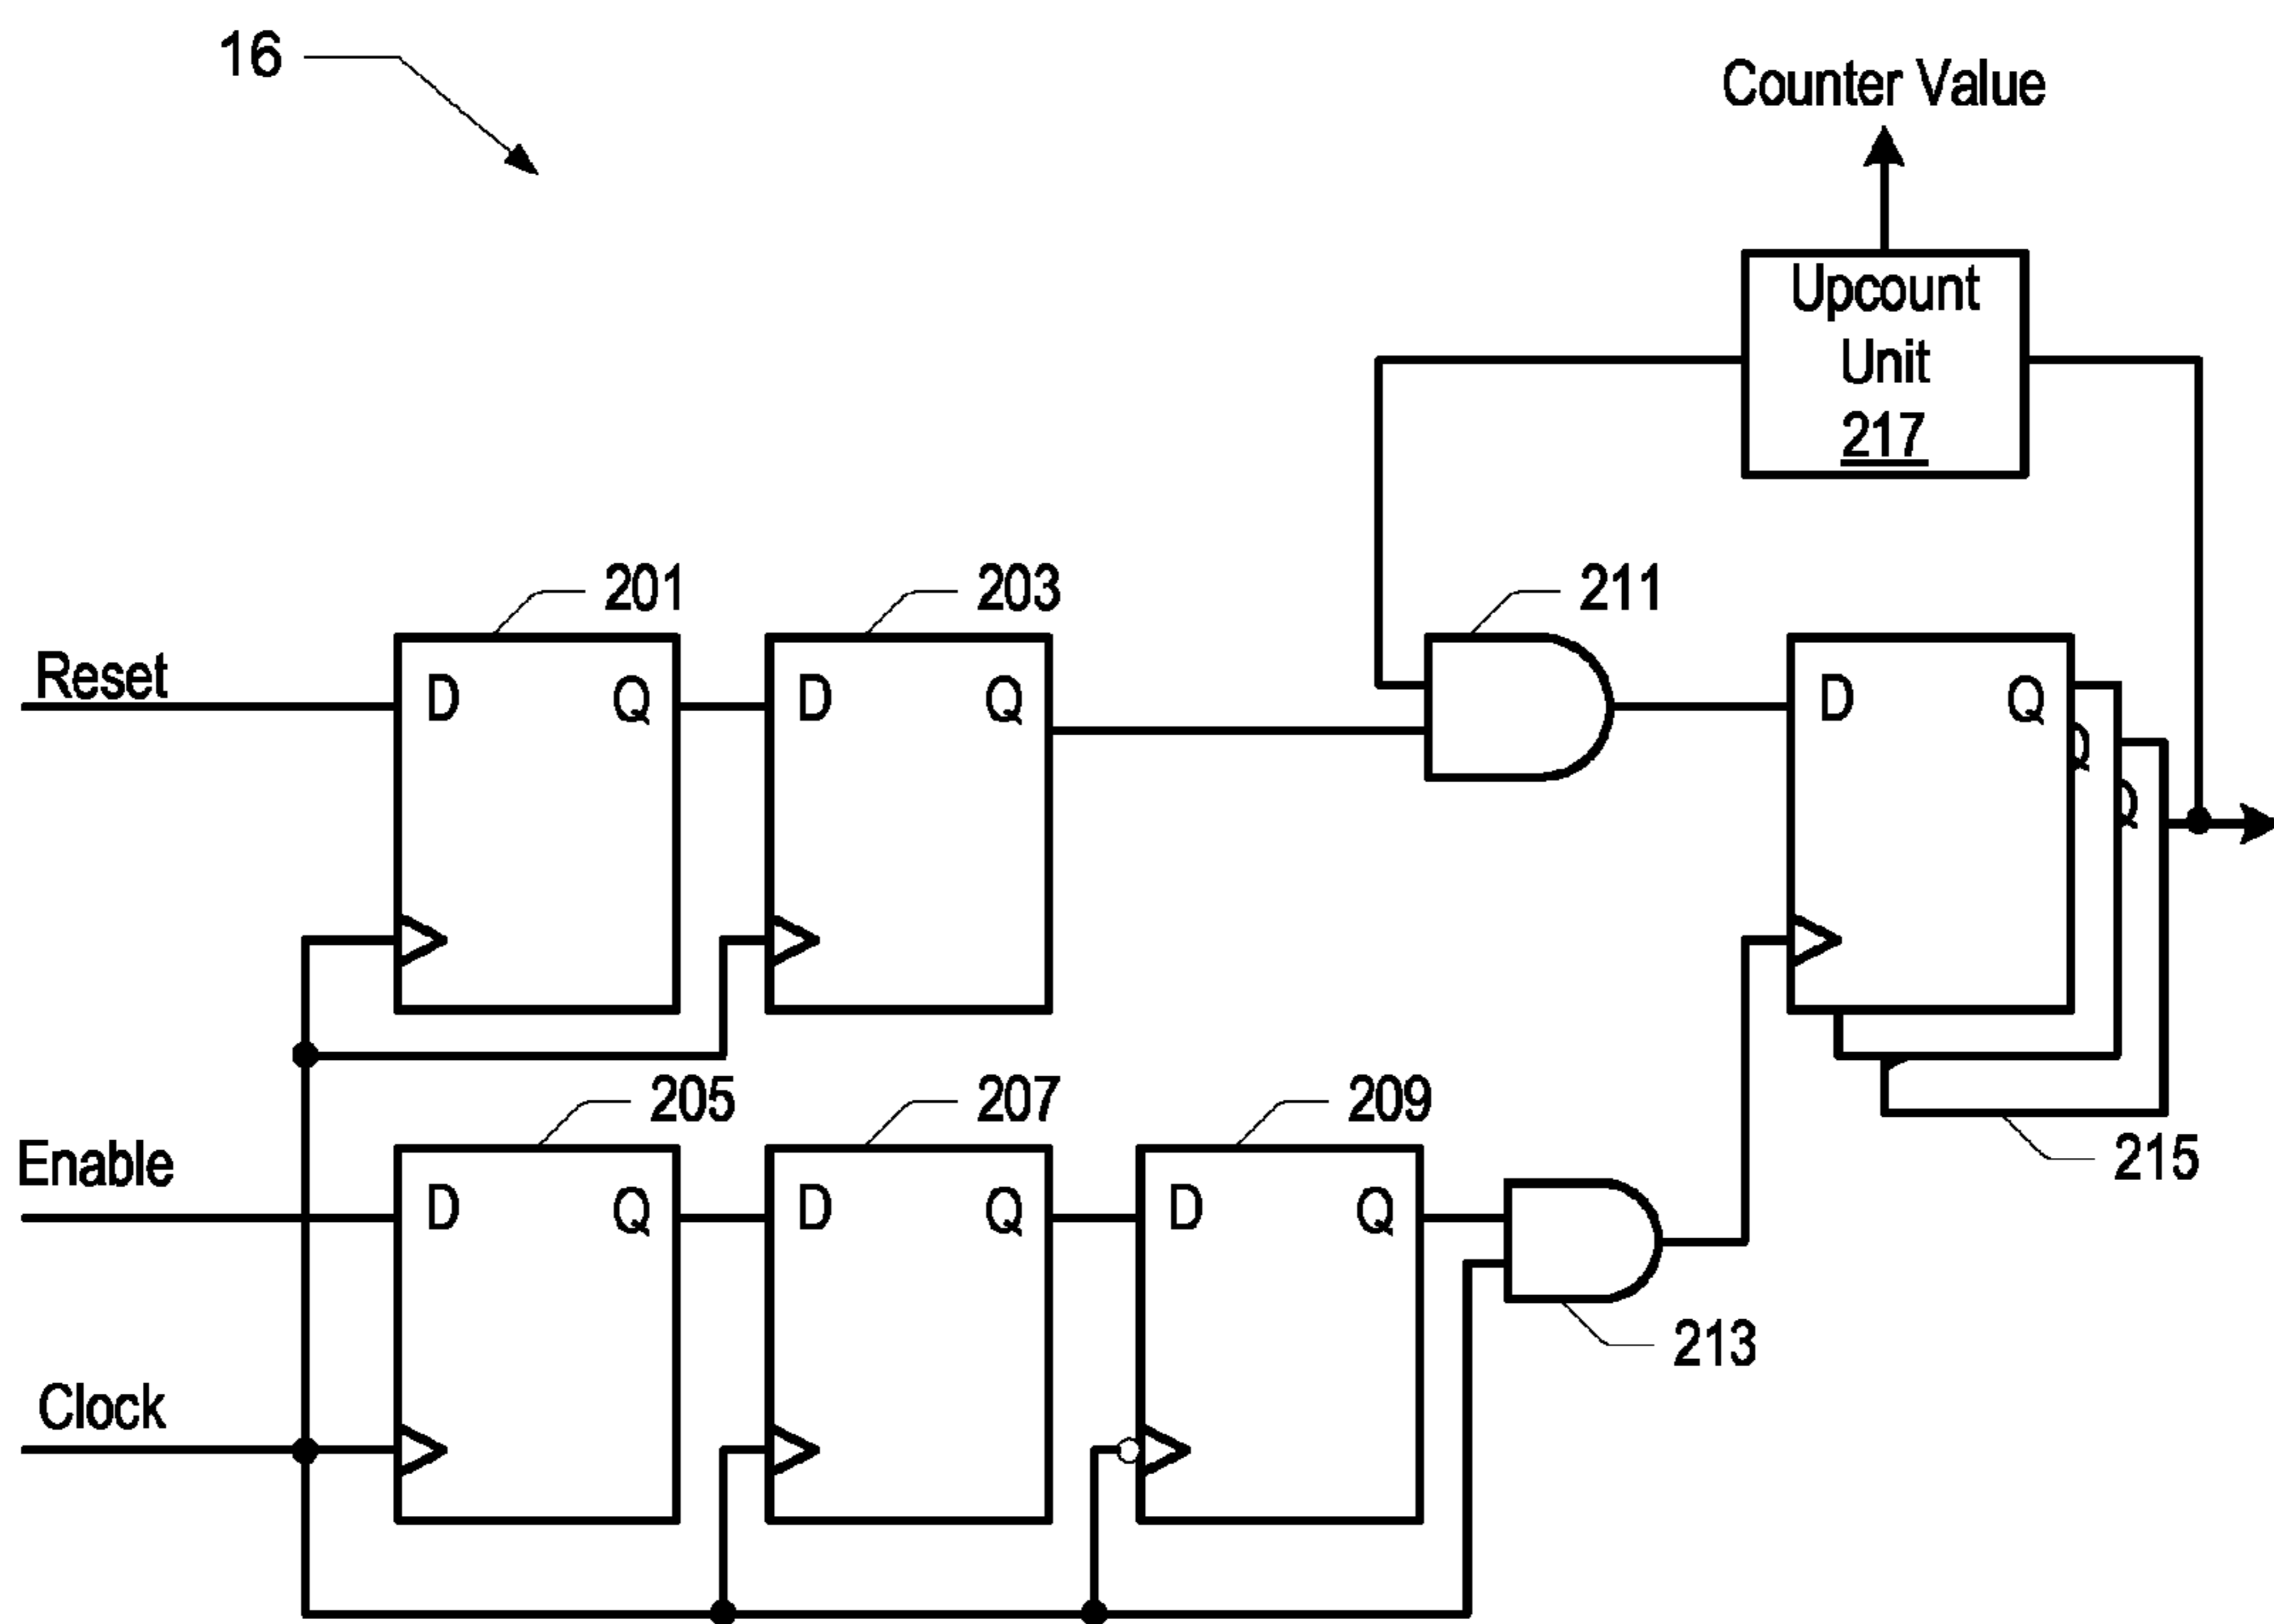 16
Counter Value
Upcount
Unit
217
201
203
211
Reset
D Q
D Q
D Q
Q
Q
205
207
209
215
Enable
D Q
D Q
D Q
213
Clock